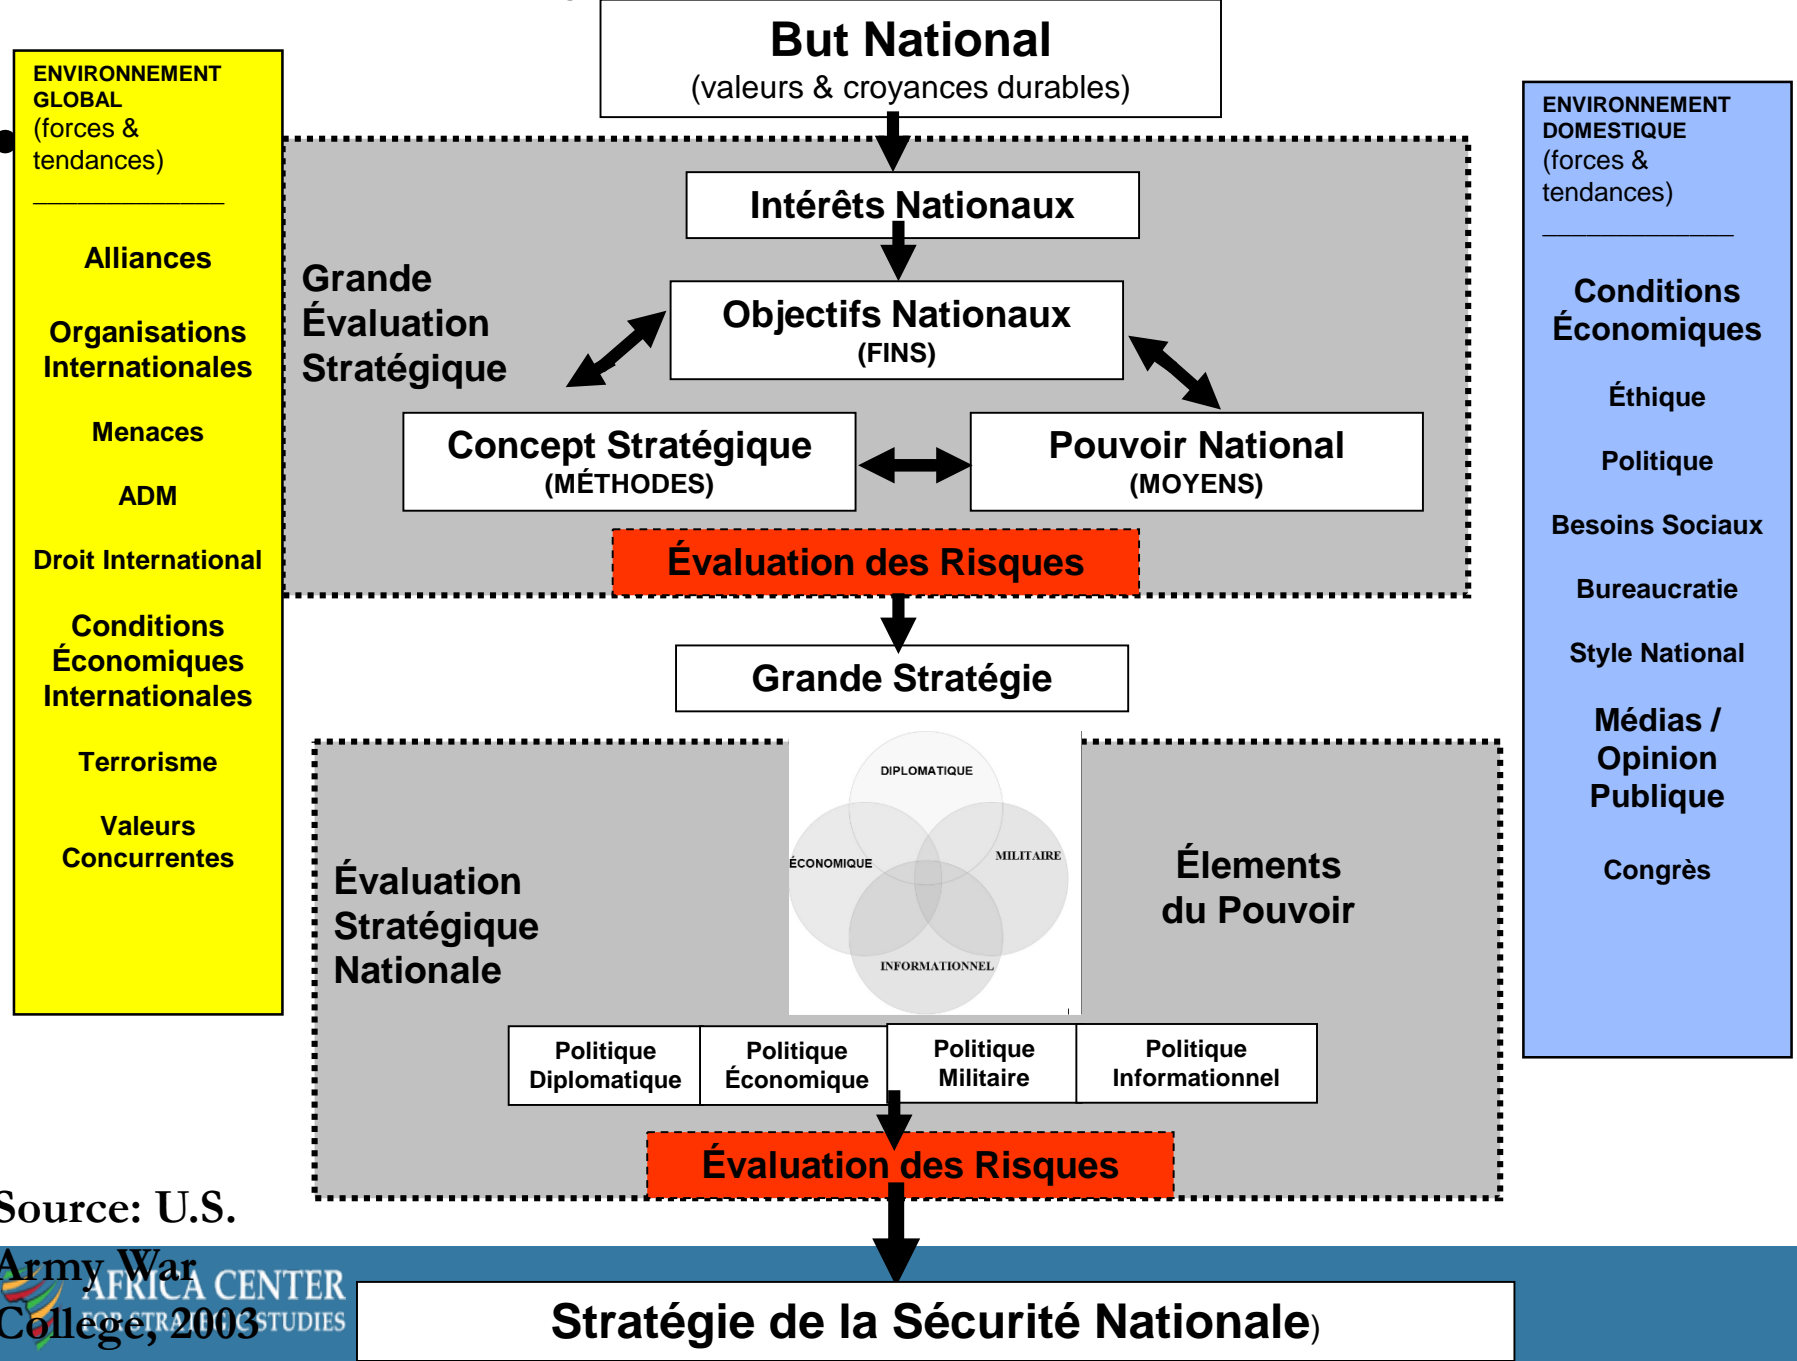 But National
(valeurs & croyances durables)
ENVIRONNEMENT
GLOBAL
(forces &
tendances)
Alliances
Organisations
Internationales
Menaces
ADM
Droit International
Conditions
Économiques
Internationales
Terrorisme
Valeurs
Concurrentes
Intérêts Nationaux
Grande
Évaluation
Stratégique
Objectifs Nationaux
(FINS)
Concept Stratégique
(MÉTHODES)
Pouvoir National
(MOYENS)
Évaluation des Risques
Grande Stratégie
DIPLOMATIQUE
ÉCONOMIQUE
MILITAIRE
INFORMATIONNEL
Évaluation
Stratégique
Nationale
Élements
du Pouvoir
Politique
Diplomatique
Politique
Économique
Politique
Militaire
Politique
Informationnel
Évaluation des Risques
ENVIRONNEMENT
DOMESTIQUE
(forces &
tendances)
Conditions
Économiques
Éthique
Politique
Besoins Sociaux
Bureaucratie
Style National
Médias /
Opinion
Publique
Congrès
Source: U.S.
Army War
College, 2003
AFRICA CENTER
FOR STRATEGIC STUDIES
Stratégie de la Sécurité Nationale)